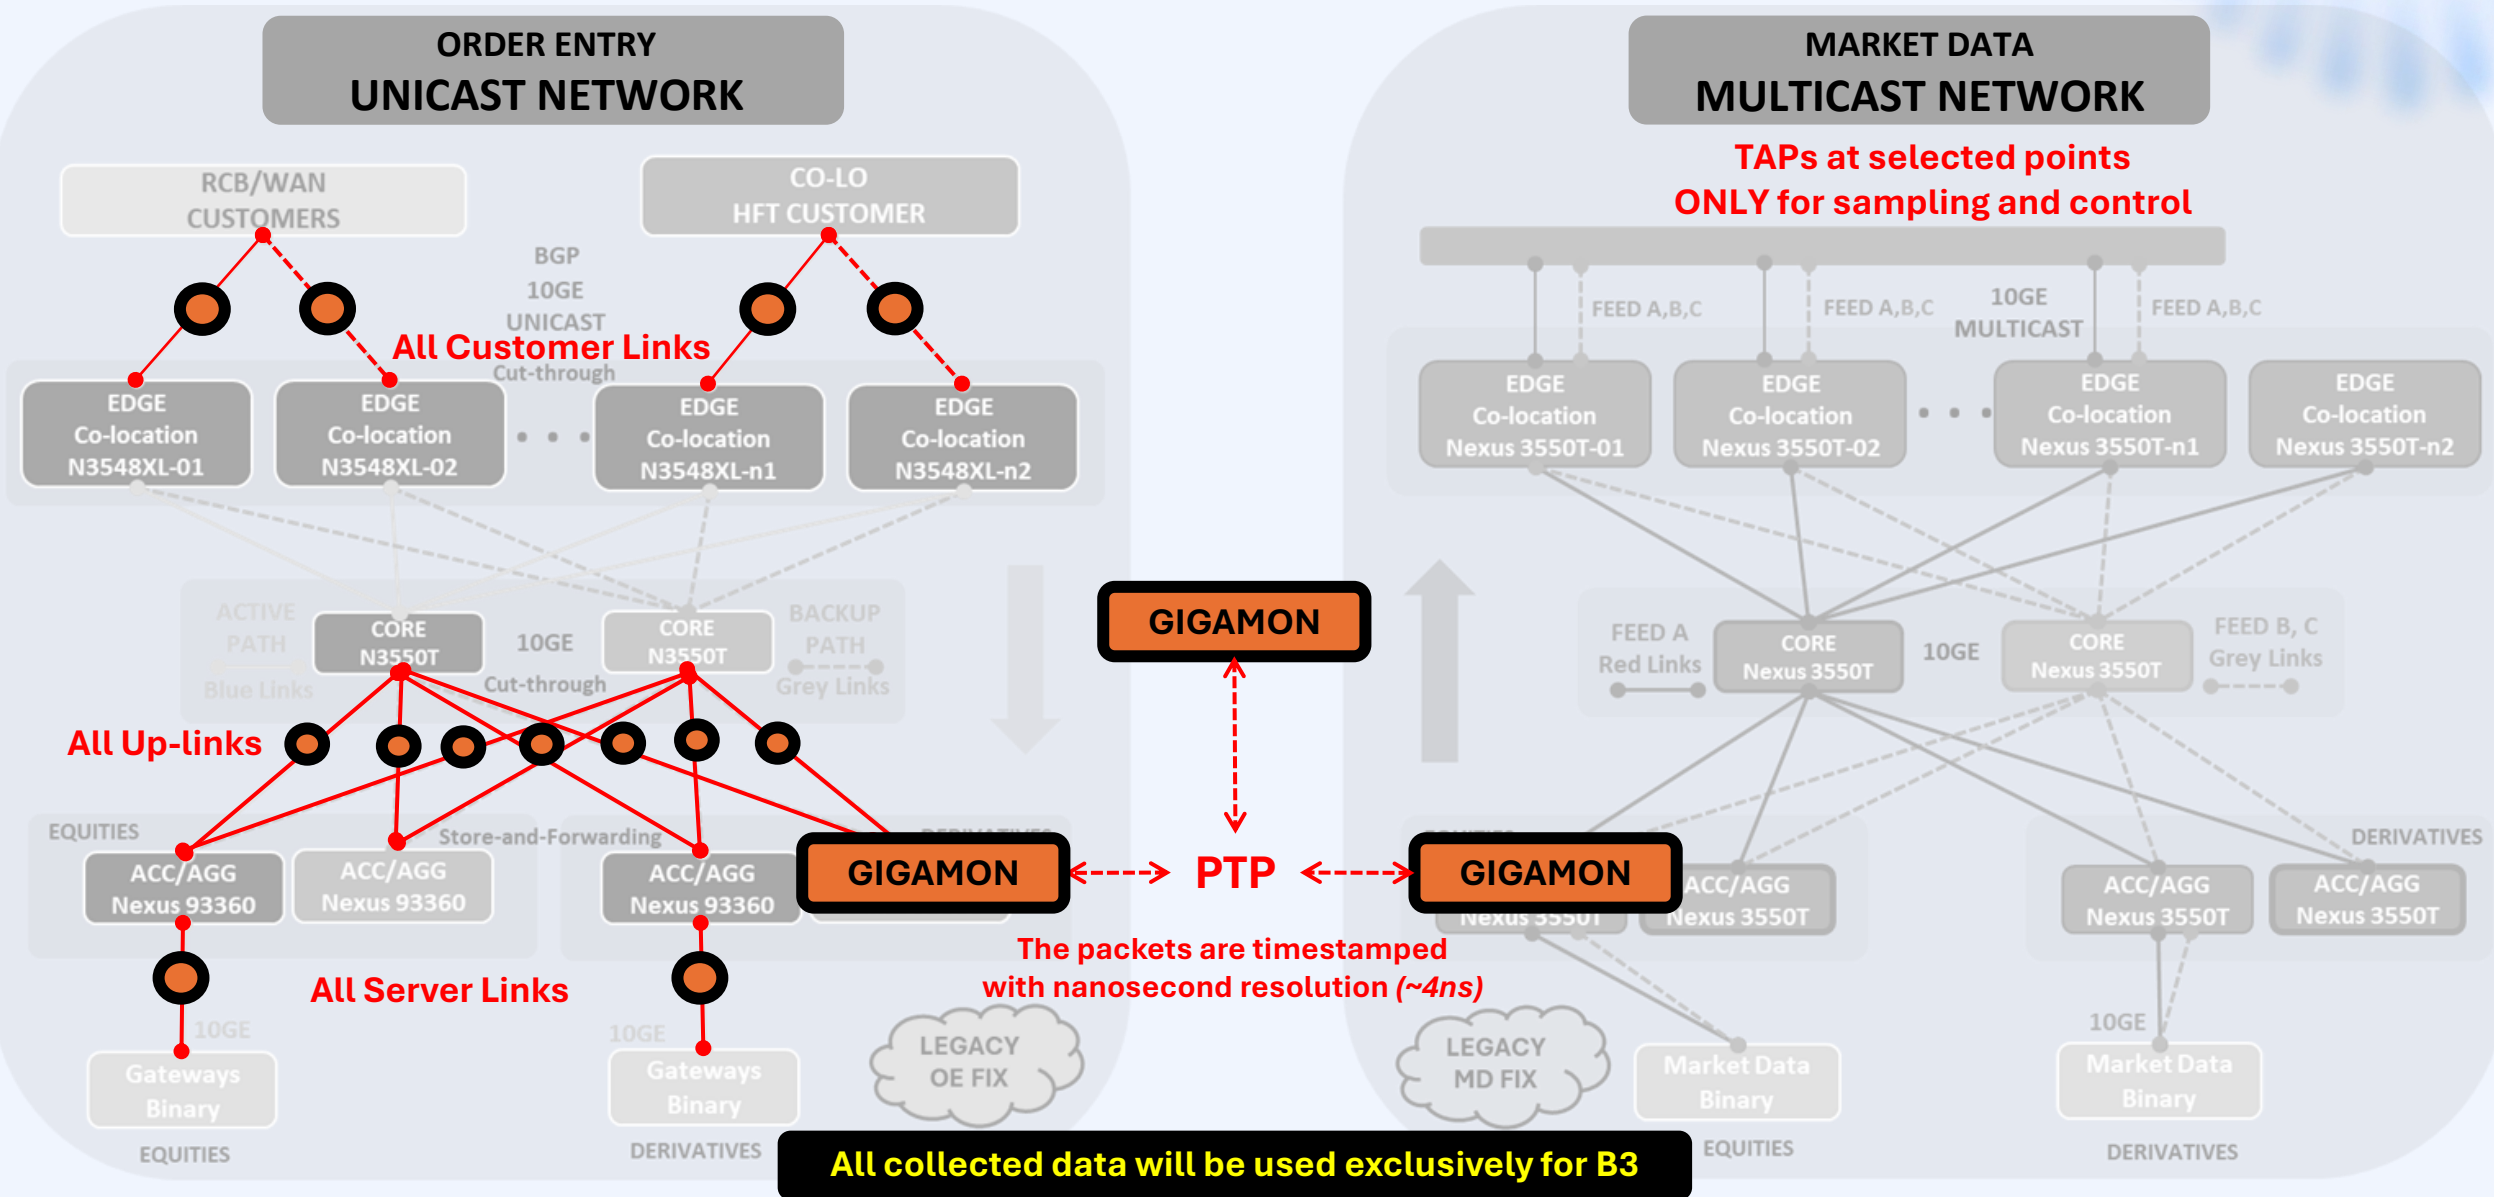 ORDER ENTRY
UNICAST NETWORK
RCB/WAN
CUSTOMERS
CO-LO
HFT CUSTOMER
BGP
10GE
UNICAST
All Customer Links
Cut-through
EDGE
Co-location
N3548XL-01
EDGE
Co-location
N3548XL-02
EDGE
Co-location
N3548XL-n1
EDGE
Co-location
N3548XL-n2
ACTIVE
PATH
Blue Links
CORE
N3550T
10GE
Cut-through
CORE
N3550T
BACKUP
PATH
Grey Links
All Up-links
EQUITIES
Store-and-Forwarding
DERIVATIVES
ACC/AGG
Nexus 93360
ACC/AGG
Nexus 93360
ACC/AGG
Nexus 93360
GIGAMON
All Server Links
10GE
10GE
Gateways
Binary
EQUITIES
Gateways
Binary
DERIVATIVES
LEGACY
OE FIX
GIGAMON
PTP
The packets are timestamped
with nanosecond resolution (~4ns)
MARKET DATA
MULTICAST NETWORK
TAPs at selected points
ONLY for sampling and control
FEED A,B,C
FEED A,B,C
10GE
MULTICAST
FEED A,B,C
EDGE
Co-location
Nexus 3550T-01
EDGE
Co-location
Nexus 3550T-02
EDGE
Co-location
Nexus 3550T-n1
EDGE
Co-location
Nexus 3550T-n2
FEED A
Red Links
CORE
Nexus 3550T
10GE
CORE
Nexus 3550T
FEED B, C
Grey Links
EQUITIES
DERIVATIVES
GIGAMON
Nexus 3550T
ACC/AGG
Nexus 3550T
ACC/AGG
Nexus 3550T
ACC/AGG
Nexus 3550T
LEGACY
MD FIX
Market Data
Binary
EQUITIES
10GE
Market Data
Binary
DERIVATIVES
All collected data will be used exclusively for B3